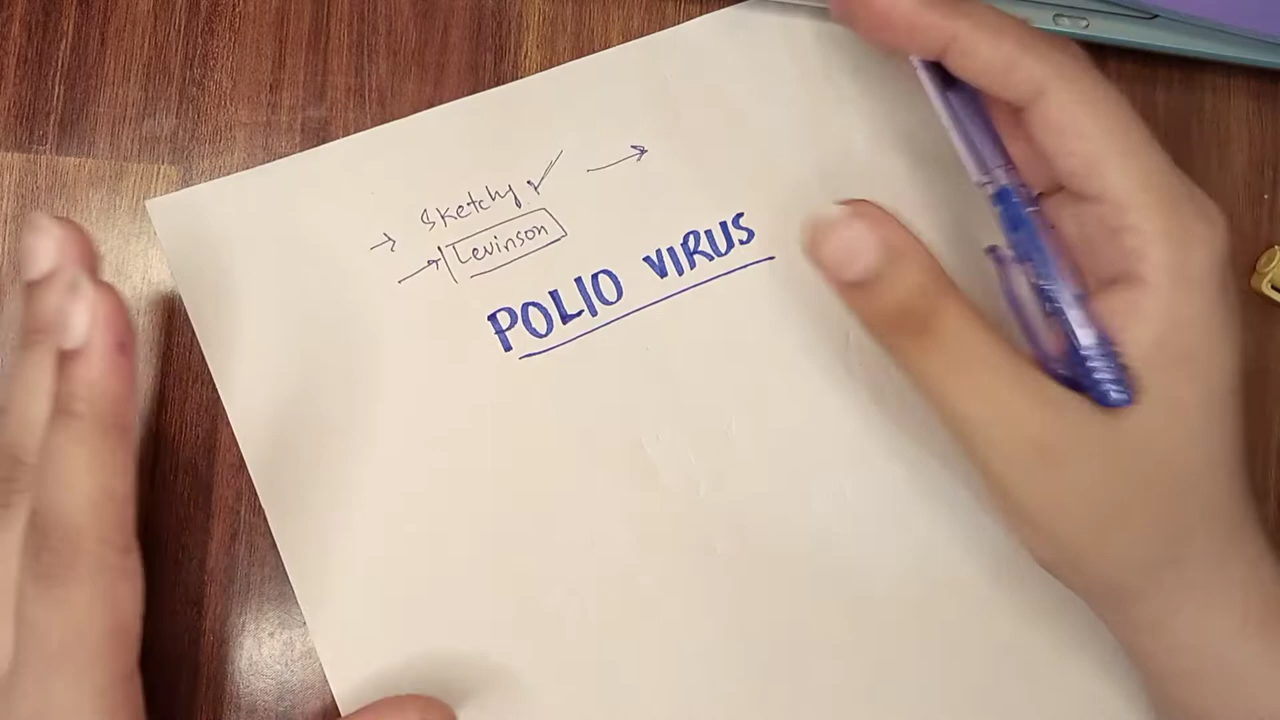 → Sketchy ✓ →
→ Levinson
POLIO VIRUS